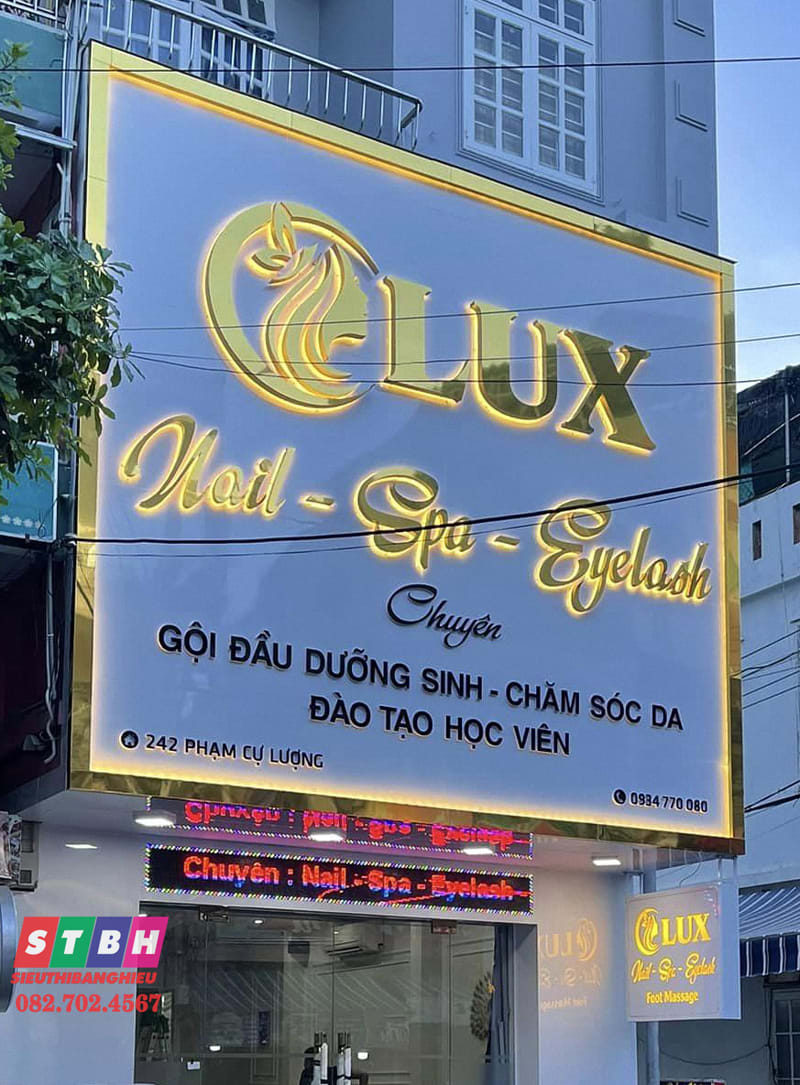 LUX
Nail - Spa - Eyelash
Chuyên
GỘI ĐẦU DƯỠNG SINH - CHĂM SÓC DA
ĐÀO TẠO HỌC VIÊN
242 PHẠM CỰ LƯỢNG
0934 770 080
Chuyên : Nail - Spa - Eyelash -
LUX
Nail - Spa - Eyelash
Foot Massage
STBH
SIEUTHIBANGHIEU
082.702.4567